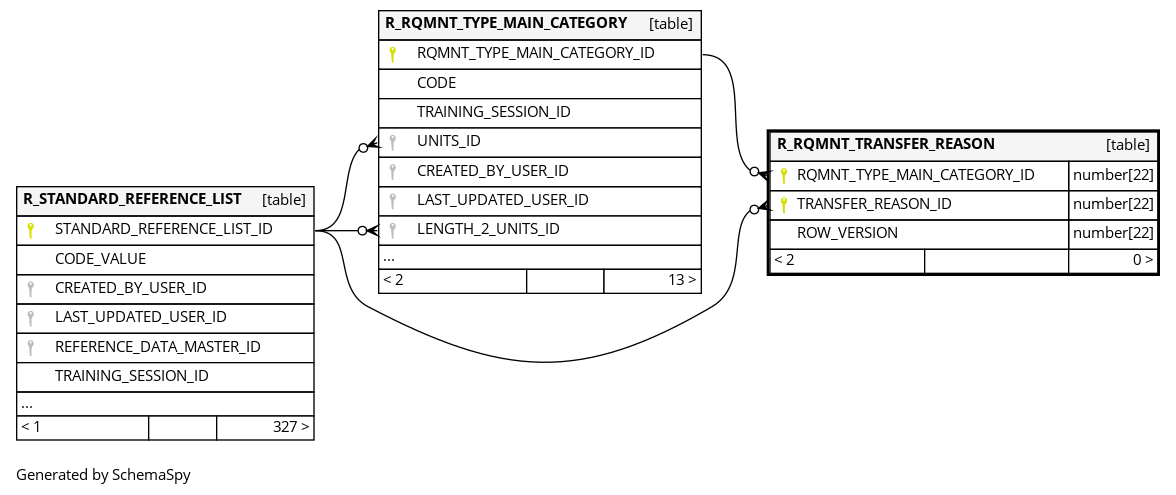 R_RQMNT_TYPE_MAIN_CATEGORY [table]
RQMNT_TYPE_MAIN_CATEGORY_ID
CODE
TRAINING_SESSION_ID
UNITS_ID
CREATED_BY_USER_ID
LAST_UPDATED_USER_ID
LENGTH_2_UNITS_ID
...
< 2 13 >
R_RQMNT_TRANSFER_REASON [table]
RQMNT_TYPE_MAIN_CATEGORY_ID number[22]
TRANSFER_REASON_ID number[22]
ROW_VERSION number[22]
< 2 0 >
R_STANDARD_REFERENCE_LIST [table]
STANDARD_REFERENCE_LIST_ID
CODE_VALUE
CREATED_BY_USER_ID
LAST_UPDATED_USER_ID
REFERENCE_DATA_MASTER_ID
TRAINING_SESSION_ID
...
< 1 327 >
Generated by SchemaSpy